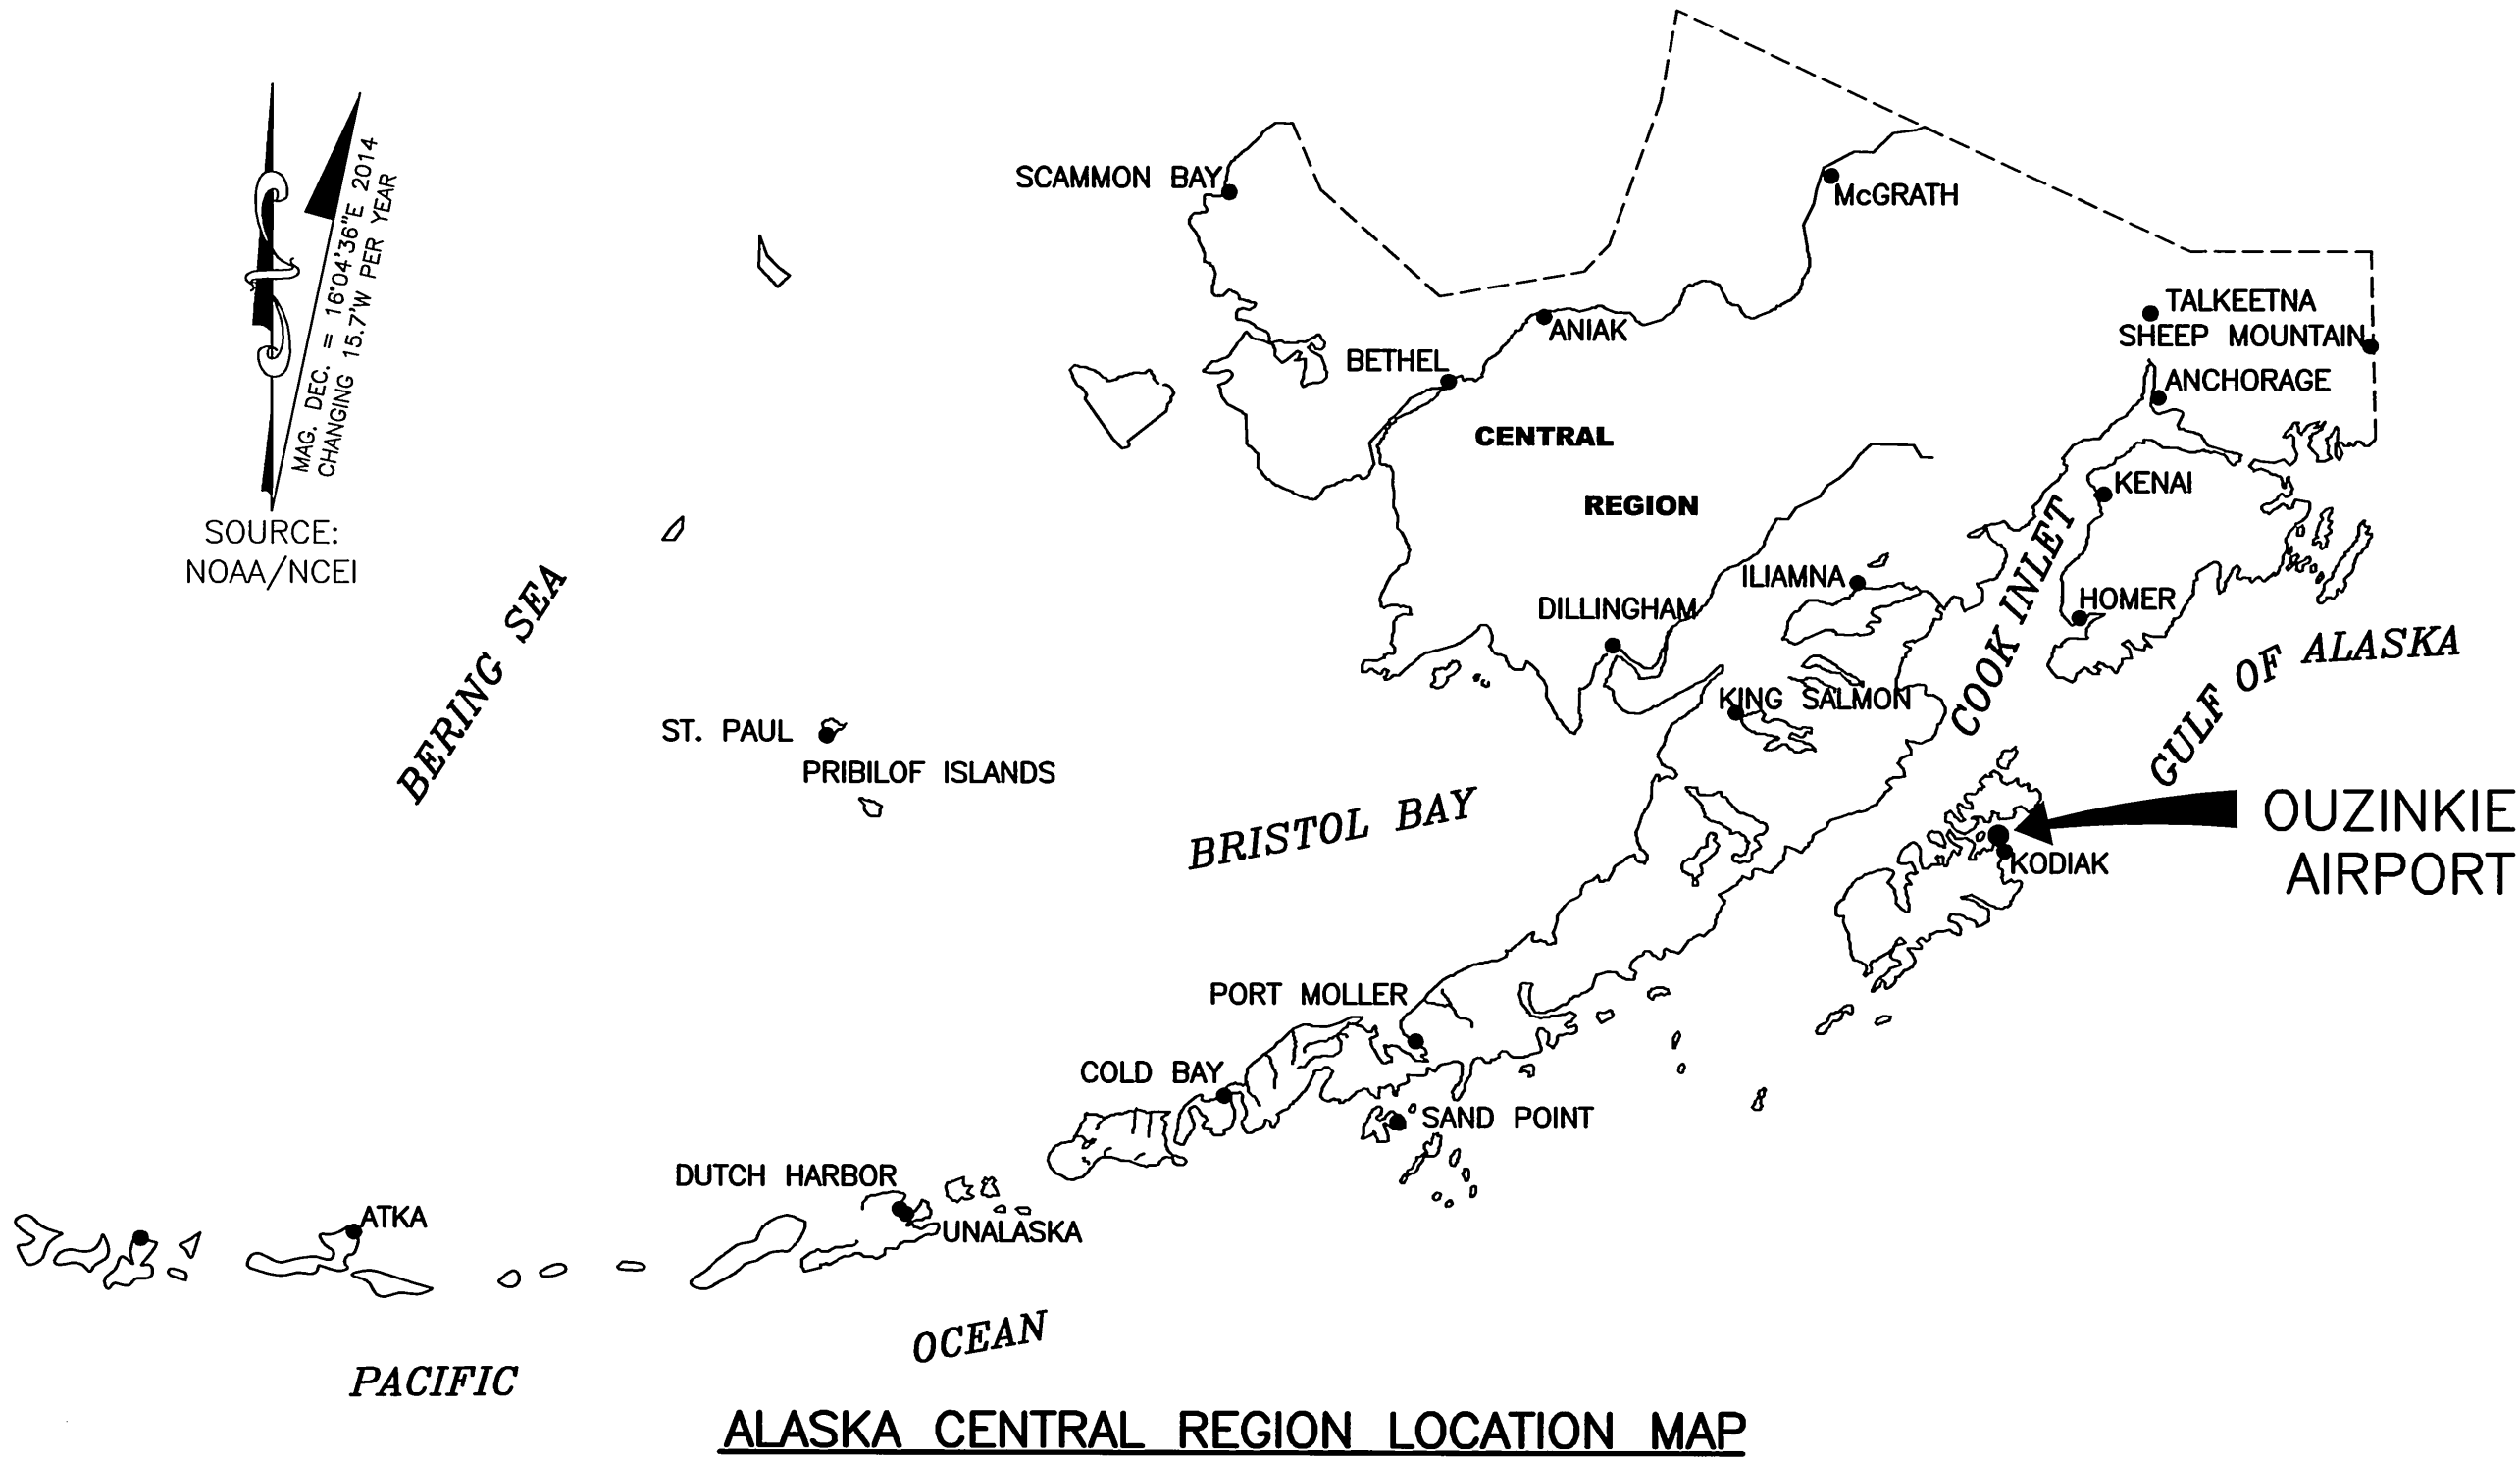 SCAMMON BAY
McGRATH
MAG. DEC. = 16°04'36"E 2014
CHANGING 15.7'W PER YEAR
TALKEETNA
SHEEP MOUNTAIN
ANIAK
BETHEL
ANCHORAGE
CENTRAL
REGION
KENAI
SOURCE:
NOAA/NCEI
ILIAMNA
DILLINGHAM
HOMER
COOK INLET
BERING SEA
GULF OF ALASKA
KING SALMON
ST. PAUL
PRIBILOF ISLANDS
BRISTOL BAY
OUZINKIE
AIRPORT
KODIAK
PORT MOLLER
COLD BAY
SAND POINT
DUTCH HARBOR
ATKA
UNALASKA
OCEAN
PACIFIC
ALASKA CENTRAL REGION LOCATION MAP